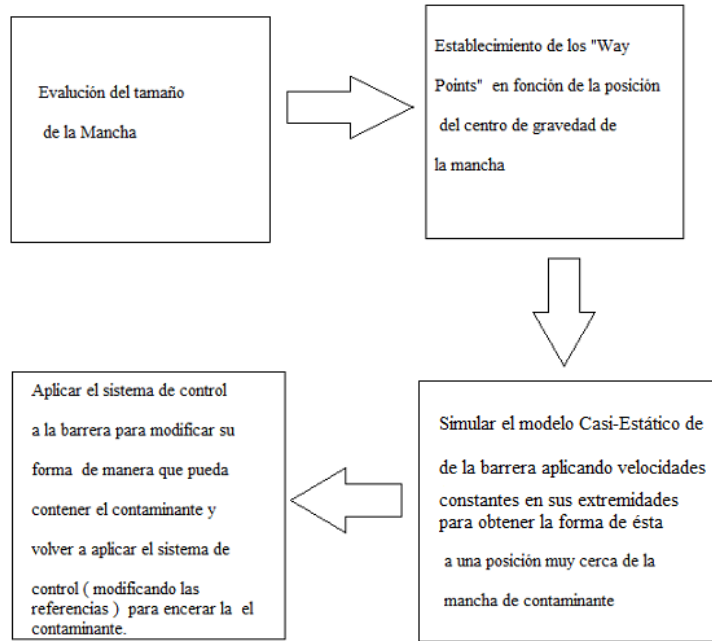 Evalución del tamaño
de la Mancha
Establecimiento de los "Way
Points" en fonción de la posición
del centro de gravedad de
la mancha
Simular el modelo Casi-Estático de
de la barrera aplicando velocidades
constantes en sus extremidades
para obtener la forma de ésta
a una posición muy cerca de la
mancha de contaminante
Aplicar el sistema de control
a la barrera para modificar su
forma de manera que pueda
contener el contaminante y
volver a aplicar el sistema de
control ( modificando las
referencias ) para encerar la el
contaminante.